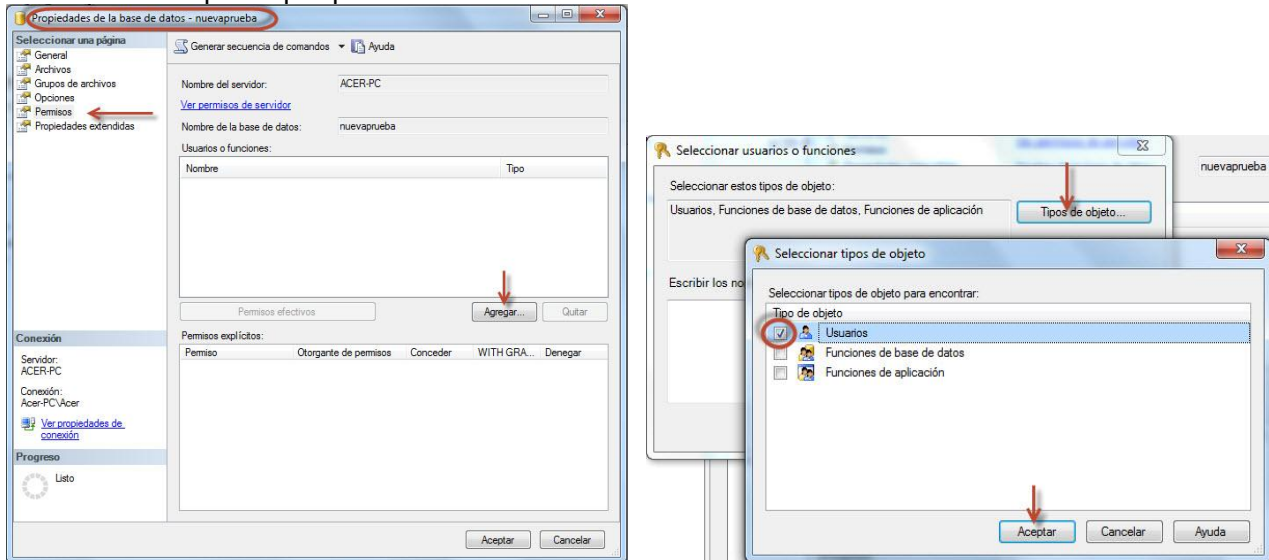 Propiedades de la base de datos - nuevaprueba
Seleccionar una página
General
Archivos
Grupos de archivos
Opciones
Permisos
Propiedades extendidas
Generar secuencia de comandos
Ayuda
Nombre del servidor: ACER-PC
Ver permisos de servidor
Nombre de la base de datos: nuevaprueba
Usuarios o funciones:
Nombre Tipo
Permisos efectivos Agregar... Quitar
Permisos explícitos:
Permiso Otorgante de permisos Conceder WITH GRA... Denegar
Conexión
Servidor:
ACER-PC
Conexión:
Acer-PC\Acer
Ver propiedades de
conexión
Progreso
Listo
Aceptar Cancelar
Seleccionar usuarios o funciones
nuevaprueba
Seleccionar estos tipos de objeto:
Usuarios, Funciones de base de datos, Funciones de aplicación Tipos de objeto...
Escribir los no
Seleccionar tipos de objeto
Seleccionar tipos de objeto para encontrar:
Tipo de objeto
Usuarios
Funciones de base de datos
Funciones de aplicación
Aceptar Cancelar Ayuda